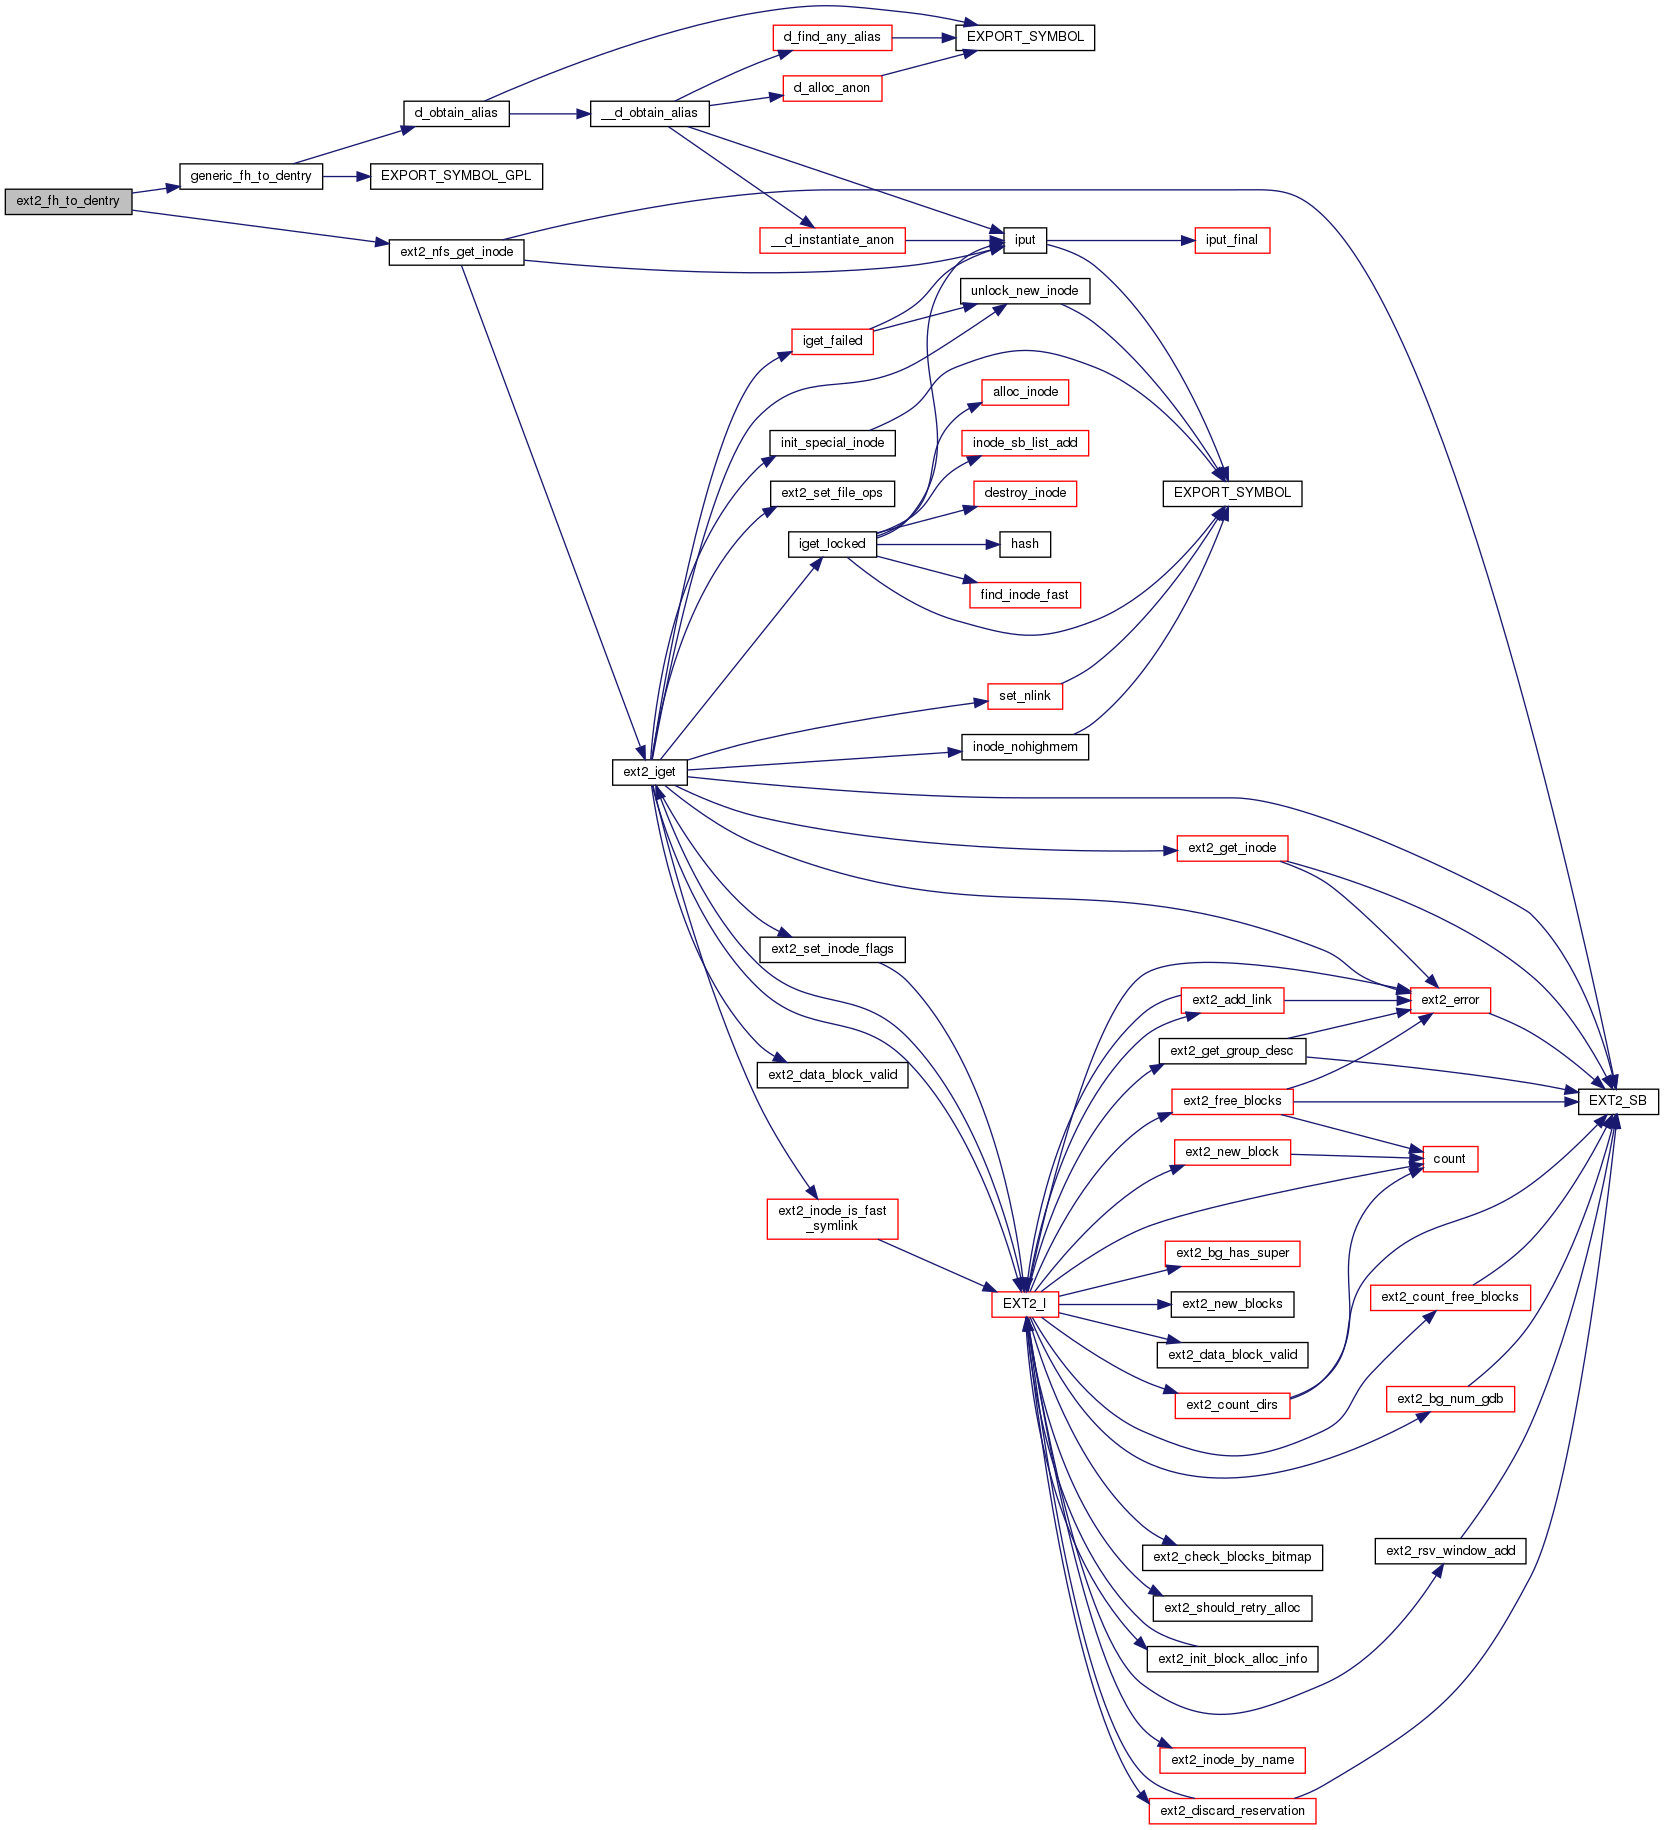 EXPORT_SYMBOL
d_find_any_alias
d_alloc_anon
d_obtain_alias
__d_obtain_alias
generic_fh_to_dentry
EXPORT_SYMBOL_GPL
ext2_fh_to_dentry
ext2_nfs_get_inode
__d_instantiate_anon
iput
iput_final
unlock_new_inode
iget_failed
alloc_inode
init_special_inode
inode_sb_list_add
ext2_set_file_ops
destroy_inode
EXPORT_SYMBOL
iget_locked
hash
find_inode_fast
set_nlink
inode_nohighmem
ext2_iget
ext2_get_inode
ext2_set_inode_flags
ext2_add_link
ext2_error
ext2_get_group_desc
ext2_data_block_valid
ext2_free_blocks
EXT2_SB
ext2_new_block
count
ext2_inode_is_fast
_symlink
ext2_bg_has_super
EXT2_I
ext2_new_blocks
ext2_count_free_blocks
ext2_data_block_valid
ext2_count_dirs
ext2_bg_num_gdb
ext2_check_blocks_bitmap
ext2_rsv_window_add
ext2_should_retry_alloc
ext2_init_block_alloc_info
ext2_inode_by_name
ext2_discard_reservation